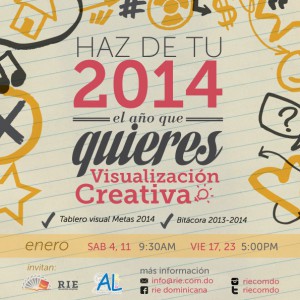 HAZ DE TU
2014
el año que
quieres
Visualización
Creativa
✓ Tablero visual Metas 2014 ✓ Bitácora 2013-2014
enero SAB 4, 11 9:30AM VIE 17, 23 5:00PM
invitan: más información
RIE AL info@rie.com.do riecomdo
rie dominicana riecomdo